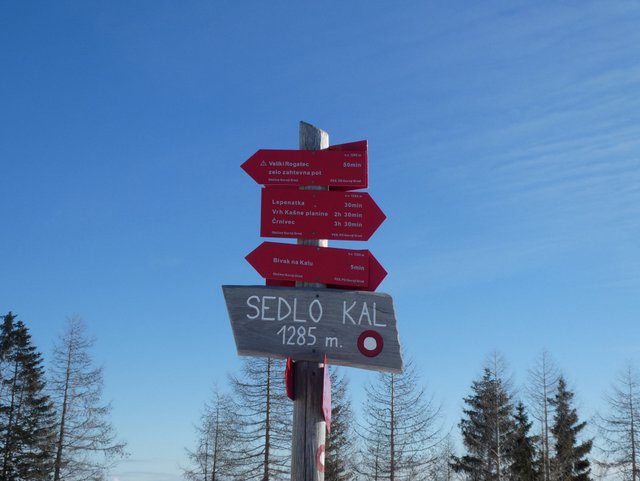 Veliki Rogatec 50min
zelo zahtevna pot
Lepenatka 30min
Vrh Kašne planine 2h 30min
Črnivec 3h 30min
Bivak na Kalu 5min
SEDLO KAL
1285 m.